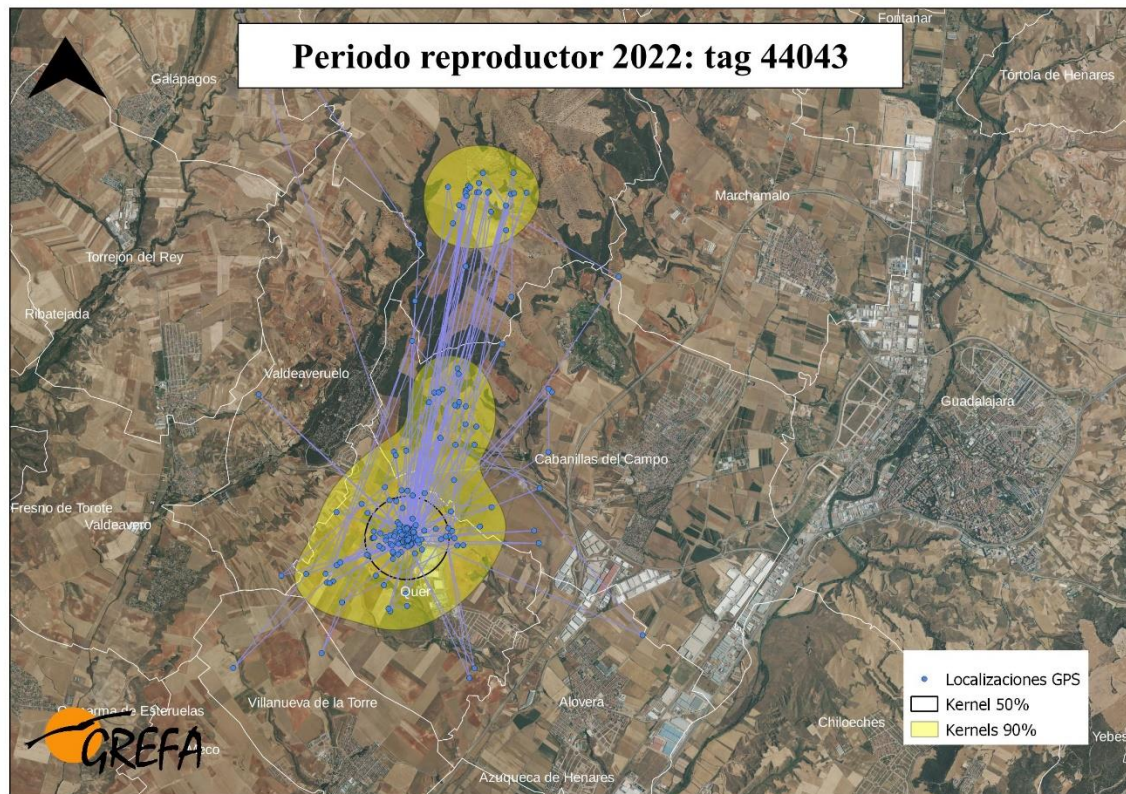 Fontanar
Periodo reproductor 2022: tag 44043
Galápagos
Tórtola de Henares
Marchamalo
Torrejón del Rey
Ribatejada
Valdeaveruelo
Guadalajara
Cabanillas del Campo
Fresno de Torote
Valdeavero
Quer
Localizaciones GPS
Villanueva de la Torre
Alovera
Kernel 50%
de Esteruelas
Chiloeches
Kernels 90%
Yebes
GREFA
Azuqueca de Henares